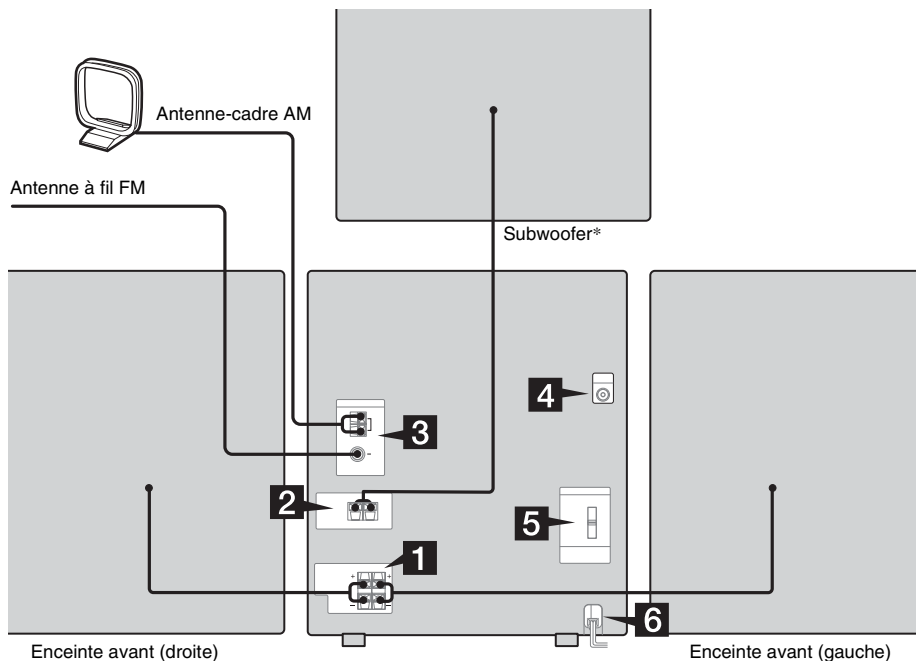 Antenne-cadre AM
Antenne à fil FM
Subwoofer*
4
3
2
5
1
+ +
– –
6
Enceinte avant (droite)
Enceinte avant (gauche)